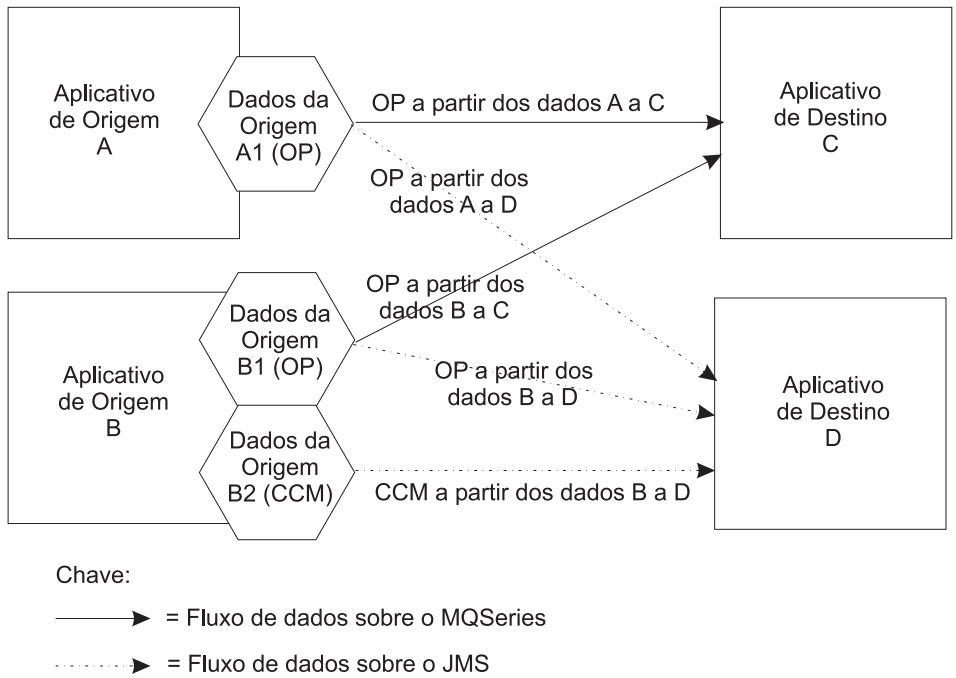 Aplicativo
de Origem
A
Dados da
Origem
A1 (OP)
OP a partir dos dados A a C
Aplicativo
de Destino
C
OP a partir dos
dados A a D
Aplicativo
de Origem
B
Dados da
Origem
B1 (OP)
OP a partir dos
dados B a C
OP a partir dos
dados B a D
Dados da
Origem
B2 (CCM)
CCM a partir dos dados B a D
Aplicativo
de Destino
D
Chave:
= Fluxo de dados sobre o MQSeries
= Fluxo de dados sobre o JMS